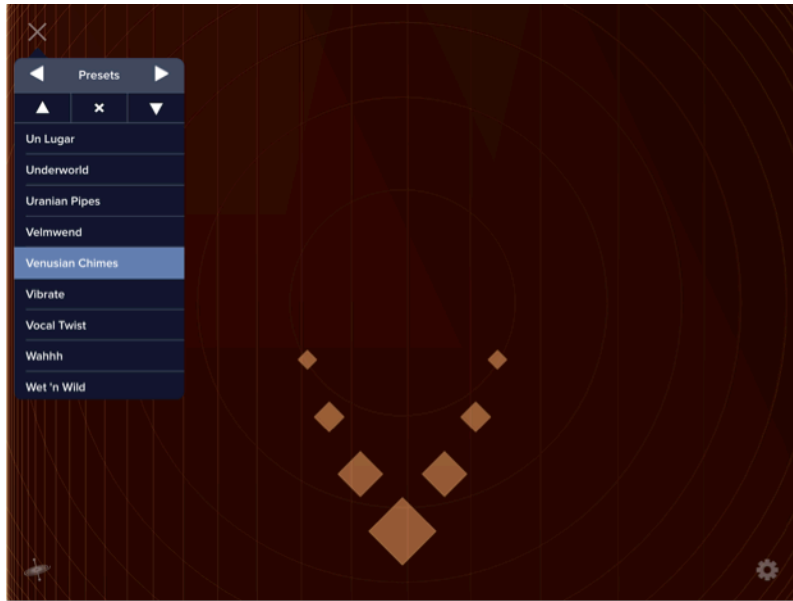 Presets
Un Lugar
Underworld
Uranian Pipes
Velmwend
Venusian Chimes
Vibrate
Vocal Twist
Wahhh
Wet 'n Wild